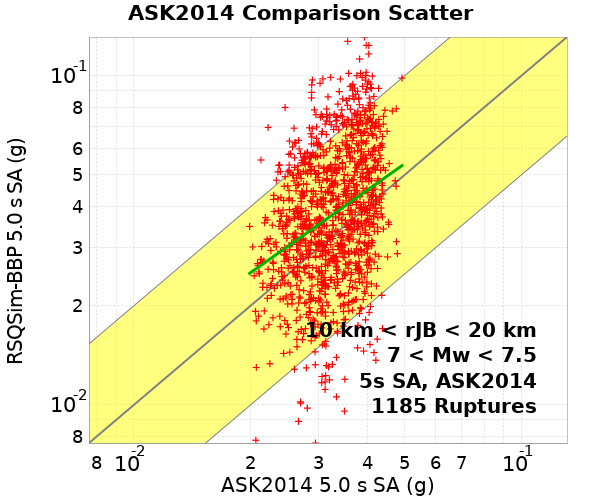 ASK2014 Comparison Scatter
RSQSim-BBP 5.0 s SA (g)
10-1
8
6
5
4
3
2
10-2
8
10 km < rJB < 20 km
7 < Mw < 7.5
5s SA, ASK2014
1185 Ruptures
8 10-2 2 3 4 5 6 7 10-1
ASK2014 5.0 s SA (g)